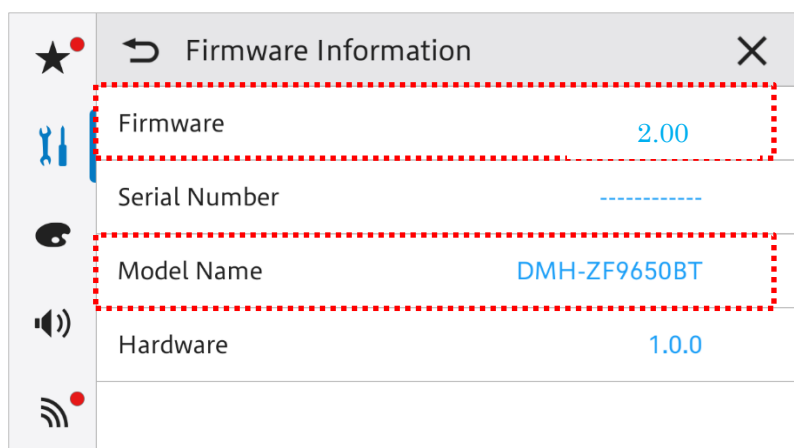 Firmware Information
Firmware 2.00
Serial Number ------------
Model Name DMH-ZF9650BT
Hardware 1.0.0